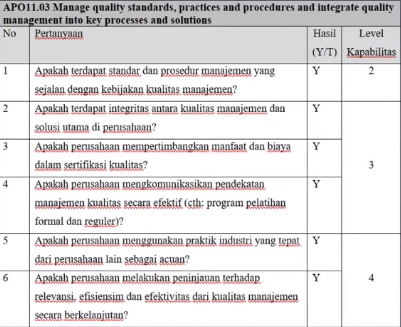 APO11.03 Manage quality standards, practices and procedures and integrate quality
management into key processes and solutions
No Pertanyaan Hasil Level
(Y/T) Kapabilitas
1 Apakah terdapat standar dan prosedur manajemen yang Y 2
sejalan dengan kebijakan kualitas manajemen?
2 Apakah terdapat integritas antara kualitas manajemen dan Y
solusi utama di perusahaan?
3 Apakah perusahaan mempertimbangkan manfaat dan biaya Y
dalam sertifikasi kualitas? 3
4 Apakah perusahaan mengkomunikasikan pendekatan Y
manajemen kualitas secara efektif (cth: program pelatihan
formal dan reguler)?
5 Apakah perusahaan menggunakan praktik industri yang tepat Y
dari perusahaan lain sebagai acuan?
6 Apakah perusahaan melakukan peninjauan terhadap Y 4
relevansi, efisiensim dan efektivitas dari kualitas manajemen
secara berkelanjutan?